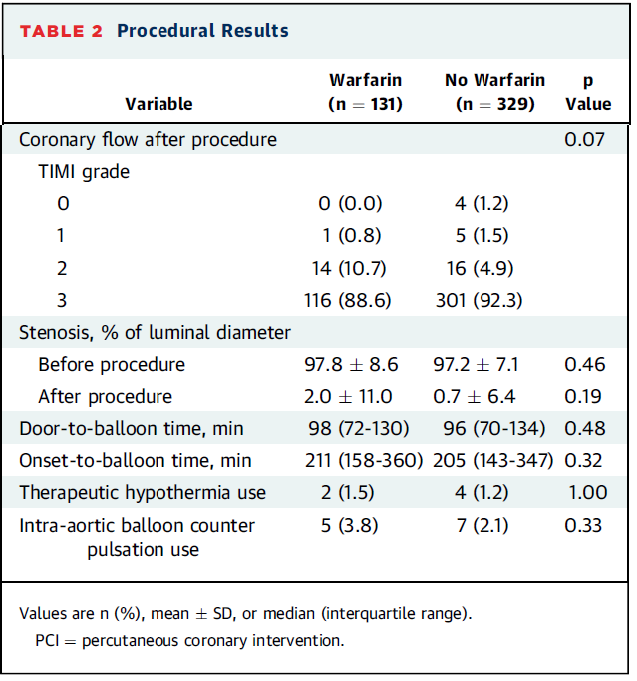 TABLE 2 Procedural Results
Variable Warfarin (n = 131) No Warfarin (n = 329) p Value
Coronary flow after procedure 0.07
TIMI grade
0 0 (0.0) 4 (1.2)
1 1 (0.8) 5 (1.5)
2 14 (10.7) 16 (4.9)
3 116 (88.6) 301 (92.3)
Stenosis, % of luminal diameter
Before procedure 97.8 ± 8.6 97.2 ± 7.1 0.46
After procedure 2.0 ± 11.0 0.7 ± 6.4 0.19
Door-to-balloon time, min 98 (72-130) 96 (70-134) 0.48
Onset-to-balloon time, min 211 (158-360) 205 (143-347) 0.32
Therapeutic hypothermia use 2 (1.5) 4 (1.2) 1.00
Intra-aortic balloon counter 5 (3.8) 7 (2.1) 0.33
pulsation use
Values are n (%), mean ± SD, or median (interquartile range).
PCI = percutaneous coronary intervention.